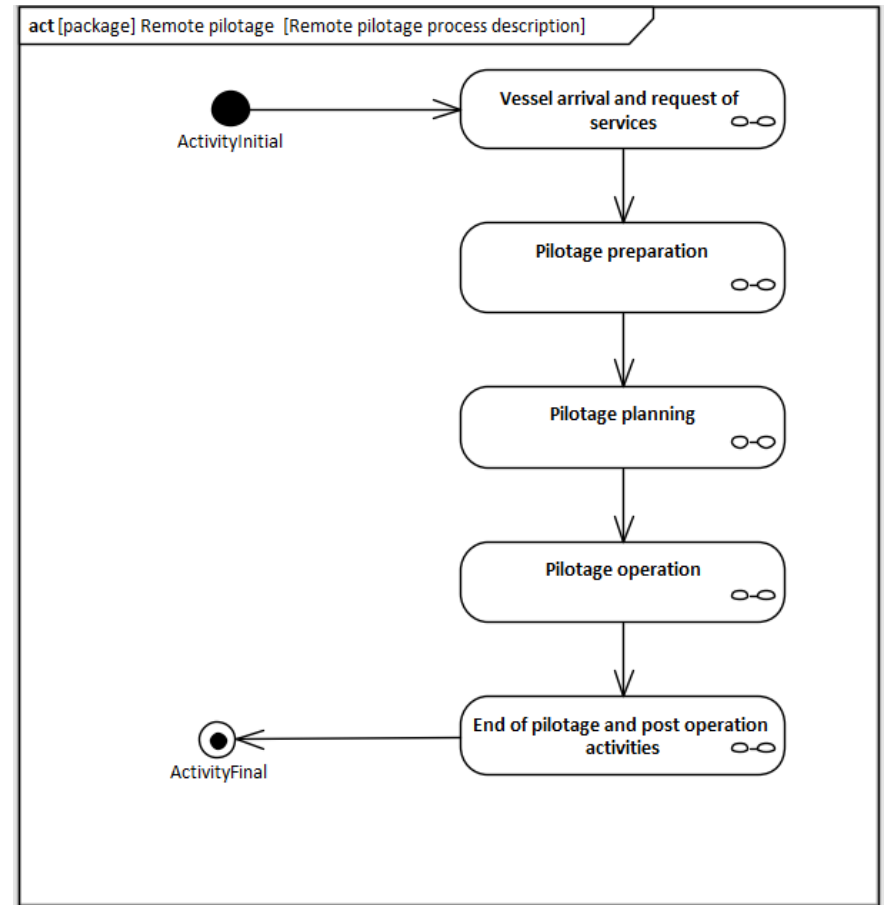 act [package] Remote pilotage [Remote pilotage process description]
Vessel arrival and request of
services
ActivityInitial
Pilotage preparation
Pilotage planning
Pilotage operation
End of pilotage and post operation
activities
ActivityFinal